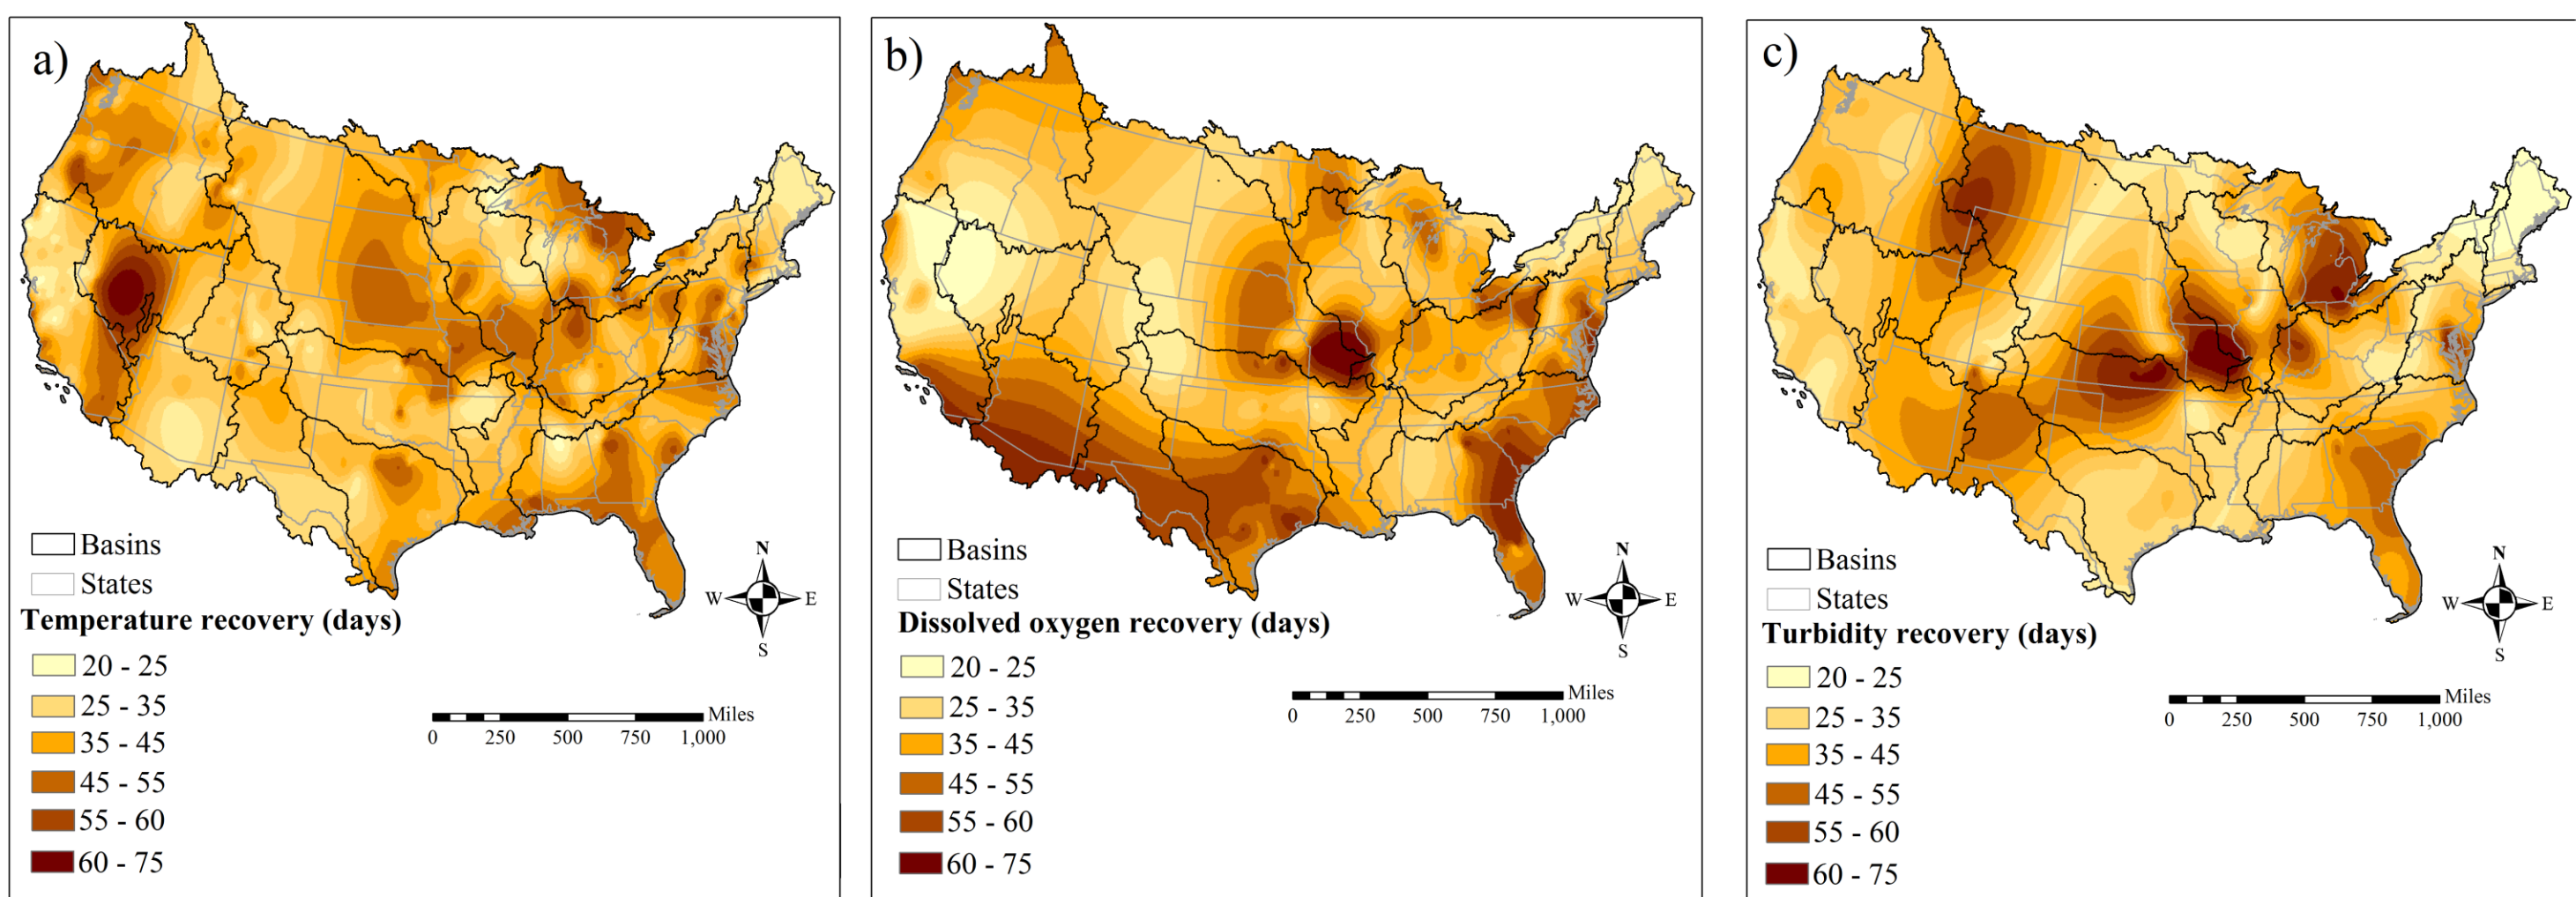 a)
Basins
States
Temperature recovery (days)
20 - 25
25 - 35
35 - 45
45 - 55
55 - 60
60 - 75
N
W E
S
Miles
0 250 500 750 1,000
b)
Basins
States
Dissolved oxygen recovery (days)
20 - 25
25 - 35
35 - 45
45 - 55
55 - 60
60 - 75
N
W E
S
Miles
0 250 500 750 1,000
c)
Basins
States
Turbidity recovery (days)
20 - 25
25 - 35
35 - 45
45 - 55
55 - 60
60 - 75
N
W E
S
Miles
0 250 500 750 1,000